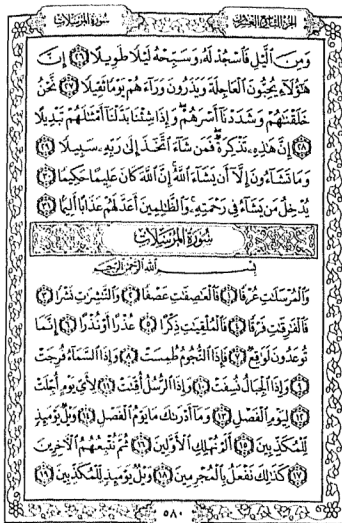 الجزء التاسع والعشرون سورة المرسلات
وَمِنَ ٱلَّيۡلِ فَٱسۡجُدۡ لَهُۥ وَسَبِّحۡهُ لَيۡلٗا طَوِيلًا ٢٦ إِنَّ
هَٰٓؤُلَآءِ يُحِبُّونَ ٱلۡعَاجِلَةَ وَيَذَرُونَ وَرَآءَهُمۡ يَوۡمٗا ثَقِيلٗا ٢٧ نَّحۡنُ
خَلَقۡنَٰهُمۡ وَشَدَدۡنَآ أَسۡرَهُمۡۖ وَإِذَا شِئۡنَا بَدَّلۡنَآ أَمۡثَٰلَهُمۡ تَبۡدِيلًا
٢٨ إِنَّ هَٰذِهِۦ تَذۡكِرَةٞۖ فَمَن شَآءَ ٱتَّخَذَ إِلَىٰ رَبِّهِۦ سَبِيلٗا ٢٩
وَمَا تَشَآءُونَ إِلَّآ أَن يَشَآءَ ٱللَّهُۚ إِنَّ ٱللَّهَ كَانَ عَلِيمًا حَكِيمٗا ٣٠
يُدۡخِلُ مَن يَشَآءُ فِي رَحۡمَتِهِۦۚ وَٱلظَّٰلِمِينَ أَعَدَّ لَهُمۡ عَذَابًا أَلِيمَۢا ٣١
سورة المرسلات
بِسۡمِ ٱللَّهِ ٱلرَّحۡمَٰنِ ٱلرَّحِيمِ
وَٱلۡمُرۡسَلَٰتِ عُرۡفٗا ١ فَٱلۡعَٰصِفَٰتِ عَصۡفٗا ٢ وَٱلنَّٰشِرَٰتِ نَشۡرٗا ٣
فَٱلۡفَٰرِقَٰتِ فَرۡقٗا ٤ فَٱلۡمُلۡقِيَٰتِ ذِكۡرًا ٥ عُذۡرًا أَوۡ نُذۡرًا ٦ إِنَّمَا
تُوعَدُونَ لَوَٰقِعٞ ٧ فَإِذَا ٱلنُّجُومُ طُمِسَتۡ ٨ وَإِذَا ٱلسَّمَآءُ فُرِجَتۡ
٩ وَإِذَا ٱلۡجِبَالُ نُسِفَتۡ ١٠ وَإِذَا ٱلرُّسُلُ أُقِّتَتۡ ١١ لِأَيِّ يَوۡمٍ أُجِّلَتۡ
١٢ لِيَوۡمِ ٱلۡفَصۡلِ ١٣ وَمَآ أَدۡرَىٰكَ مَا يَوۡمُ ٱلۡفَصۡلِ ١٤ وَيۡلٞ يَوۡمَئِذٖ
لِّلۡمُكَذِّبِينَ ١٥ أَلَمۡ نُهۡلِكِ ٱلۡأَوَّلِينَ ١٦ ثُمَّ نُتۡبِعُهُمُ ٱلۡأٓخِرِينَ
١٧ كَذَٰلِكَ نَفۡعَلُ بِٱلۡمُجۡرِمِينَ ١٨ وَيۡلٞ يَوۡمَئِذٖ لِّلۡمُكَذِّبِينَ ١٩
٥٨٠